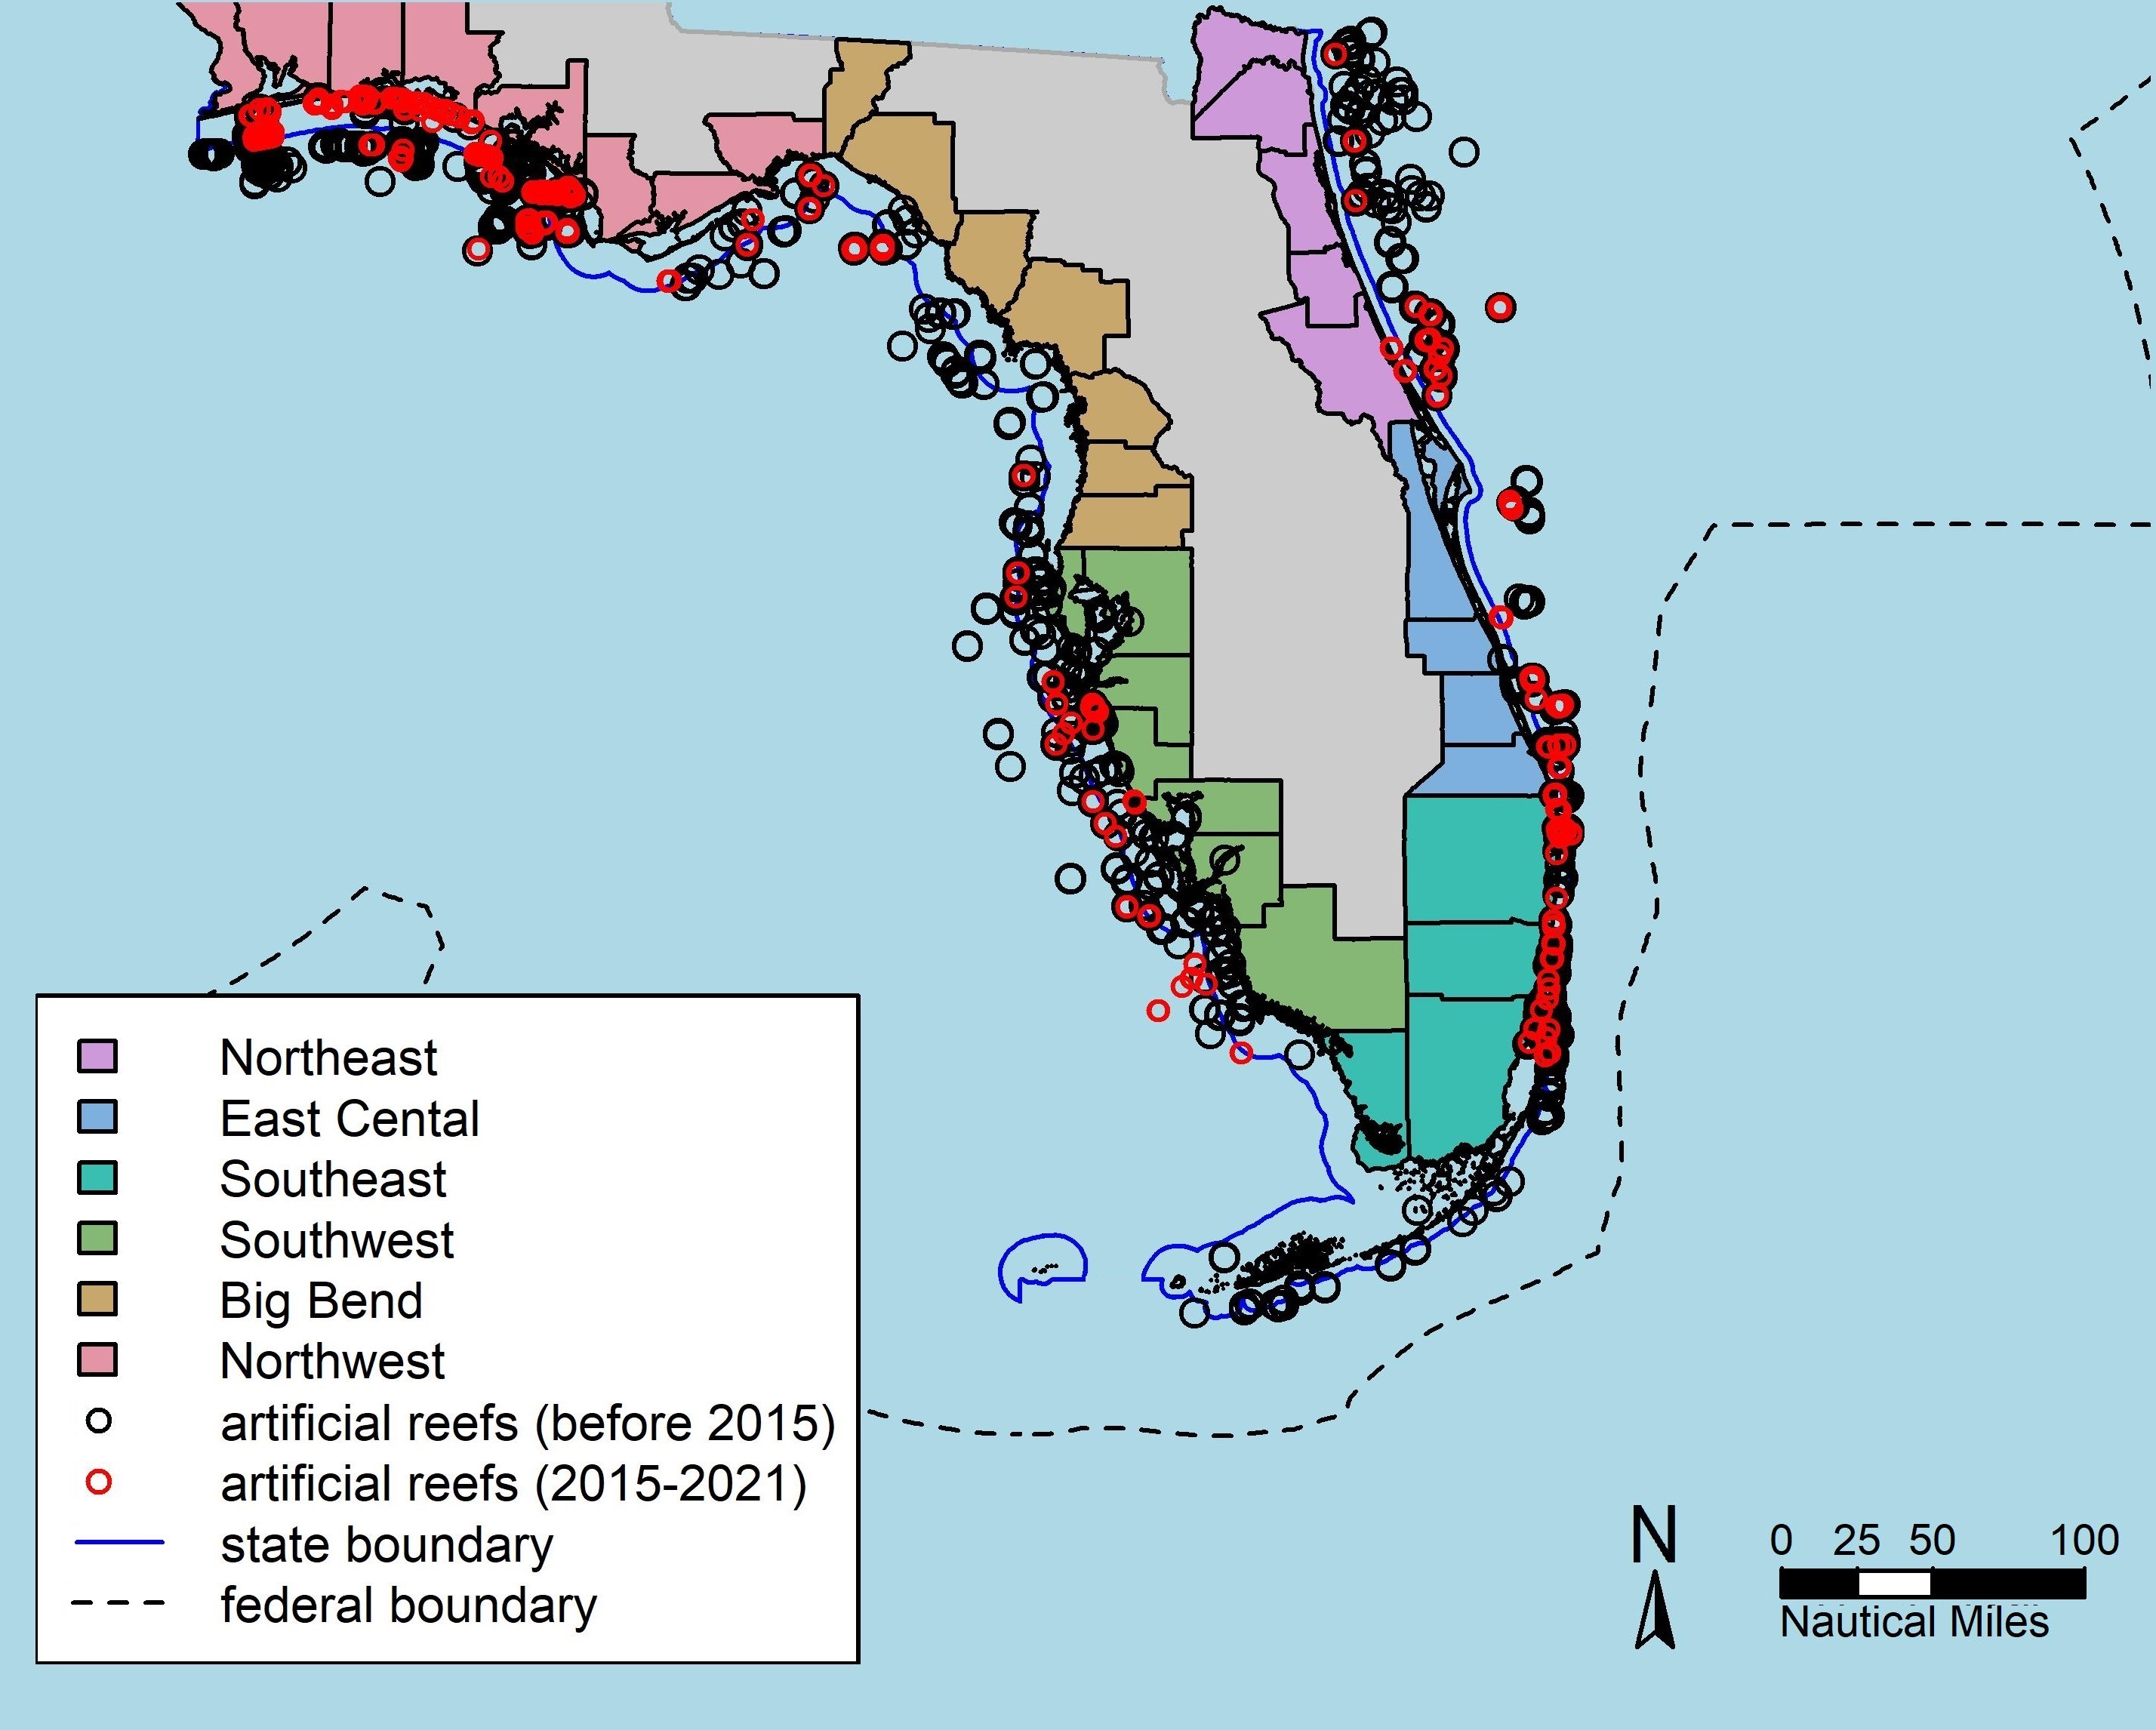 Northeast
East Cental
Southeast
Southwest
Big Bend
Northwest
artificial reefs (before 2015)
artificial reefs (2015-2021)
state boundary
federal boundary
N
0 25 50 100
Nautical Miles